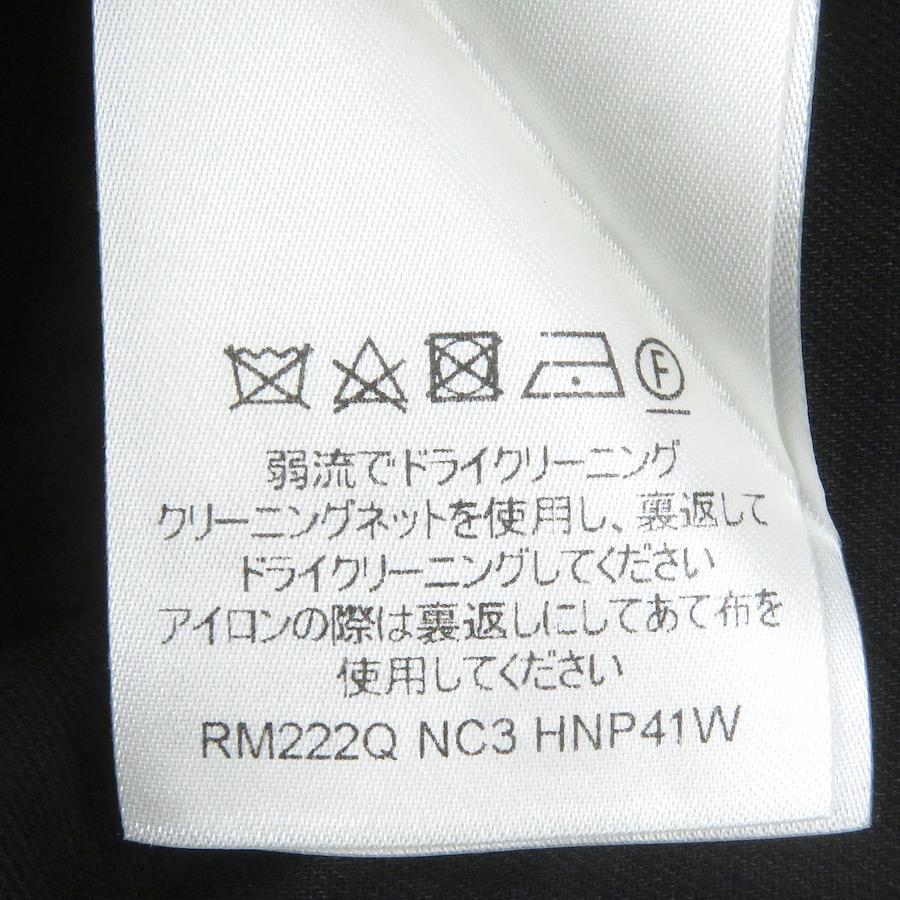 F
弱流でドライクリーニング
クリーニングネットを使用し、裏返して
ドライクリーニングしてください
アイロンの際は裏返しにしてあて布を
使用してください
RM222Q NC3 HNP41W